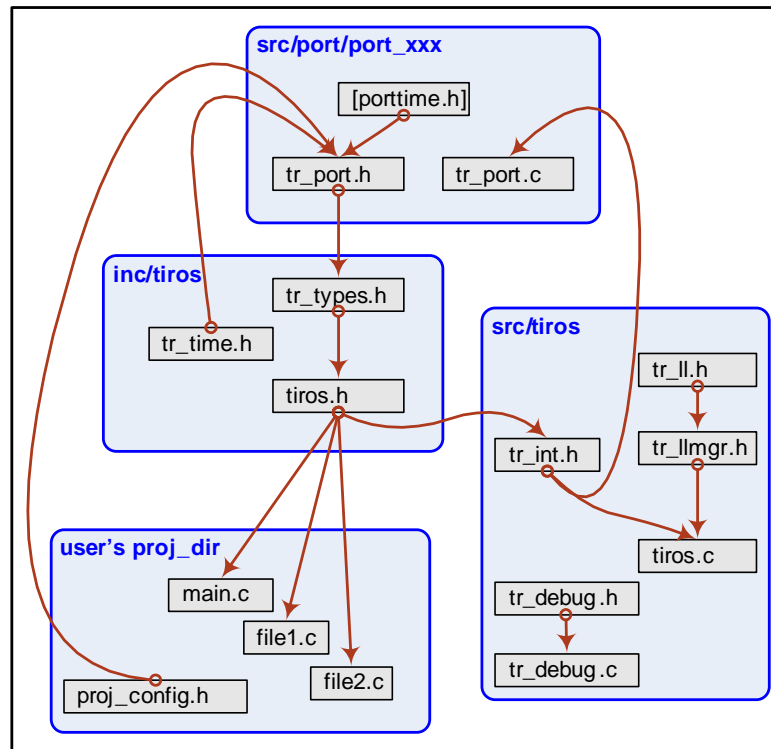 src/port/port_xxx
[porttime.h]
tr_port.h
tr_port.c
inc/tiros
tr_types.h
tr_time.h
tiros.h
src/tiros
tr_ll.h
tr_int.h
tr_llmgr.h
tiros.c
tr_debug.h
tr_debug.c
user's proj_dir
main.c
file1.c
file2.c
proj_config.h